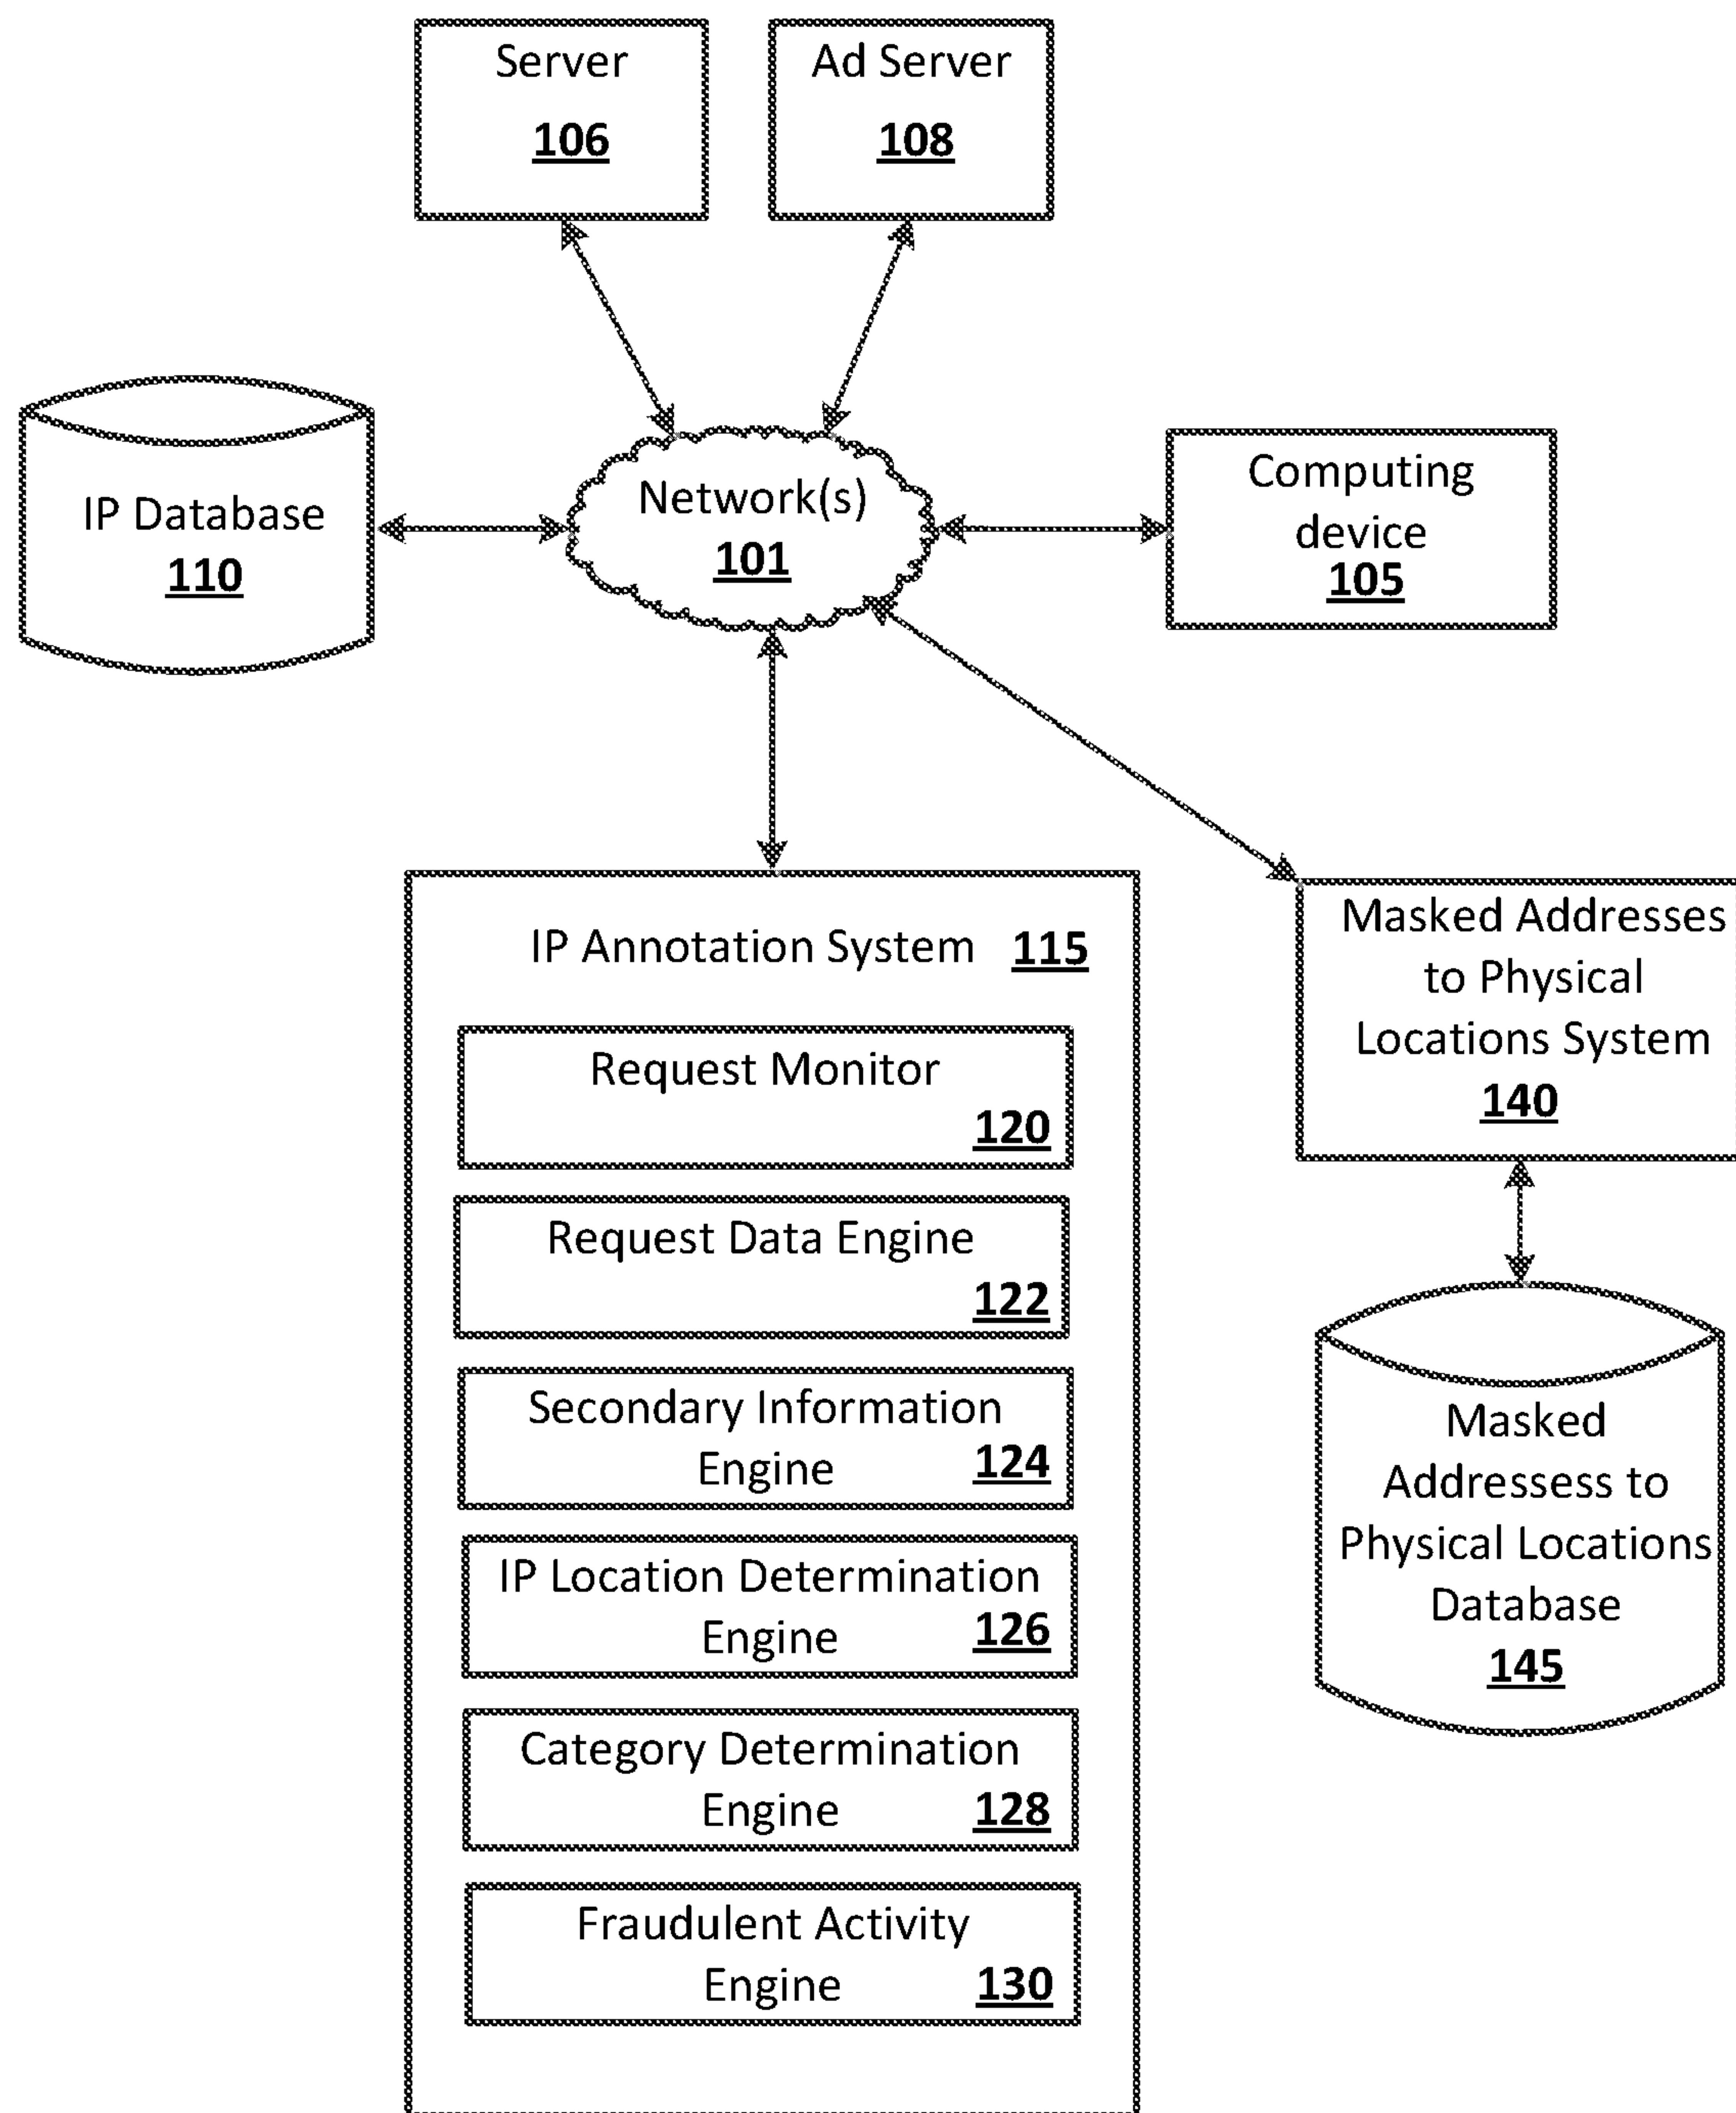 Server
106
Ad Server
108
IP Database
110
Network(s)
101
Computing
device
105
IP Annotation System 115
Request Monitor
120
Request Data Engine
122
Secondary Information
Engine 124
IP Location Determination
Engine 126
Category Determination
Engine 128
Fraudulent Activity
Engine 130
Masked Addresses
to Physical
Locations System
140
Masked
Addressess to
Physical Locations
Database
145